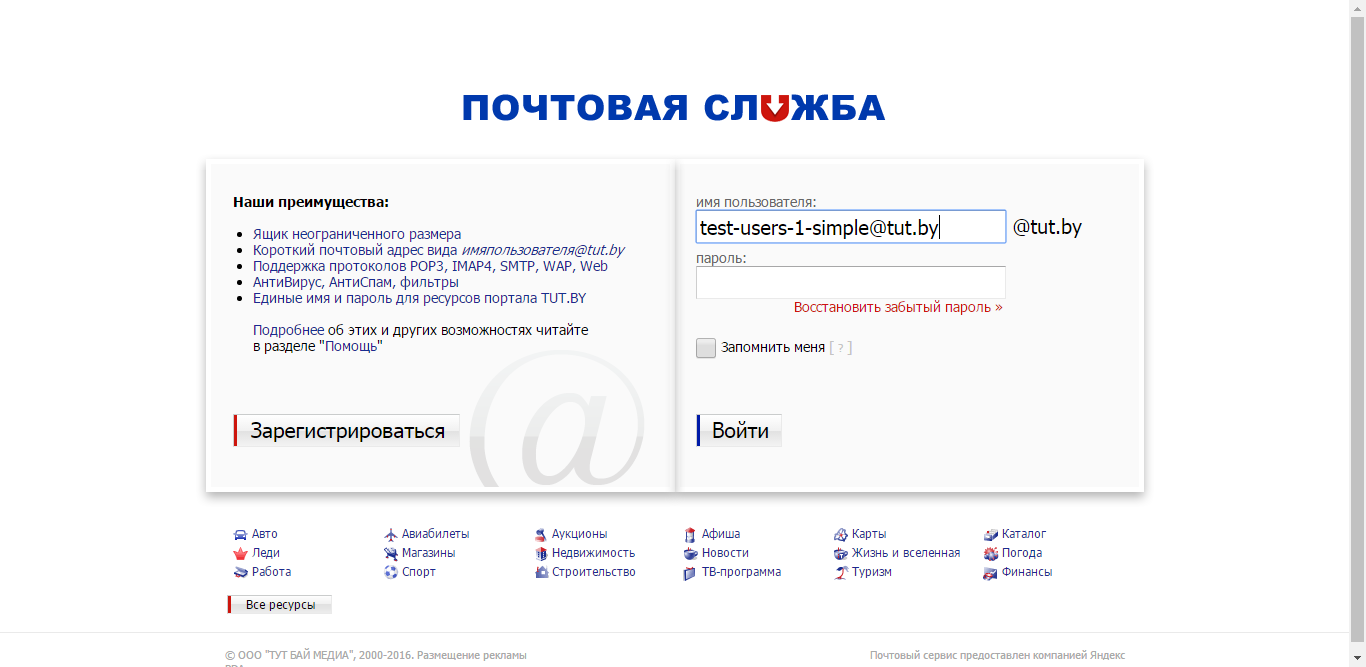 ПОЧТОВАЯ СЛУЖБА
Наши преимущества:
Ящик неограниченного размера
Короткий почтовый адрес вида имяпользователя@tut.by
Поддержка протоколов POP3, IMAP4, SMTP, WAP, Web
АнтиВирус, АнтиСпам, фильтры
Единые имя и пароль для ресурсов портала TUT.BY
Подробнее об этих и других возможностях читайте
в разделе "Помощь"
Зарегистрироваться
@
имя пользователя:
test-users-1-simple@tut.by @tut.by
пароль:
Восстановить забытый пароль »
Запомнить меня [ ? ]
Войти
Авто Авиабилеты Аукционы Афиша Карты Каталог
Леди Магазины Недвижимость Новости Жизнь и вселенная Погода
Работа Спорт Строительство ТВ-программа Туризм Финансы
Все ресурсы
© ООО "ТУТ БАЙ МЕДИА", 2000-2016. Размещение рекламы
Почтовый сервис предоставлен компанией Яндекс